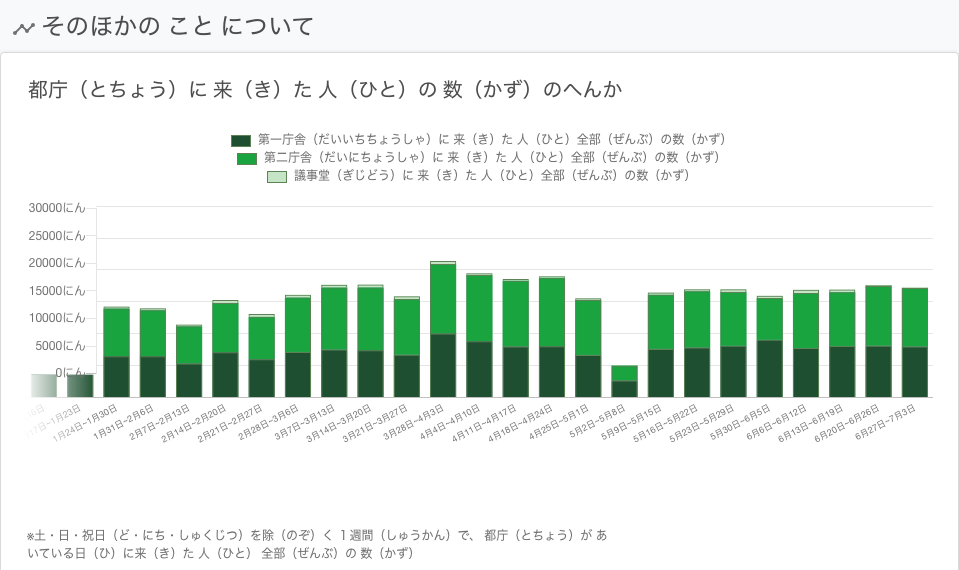 そのほかの こと について
都庁（とちょう）に 来（き）た 人（ひと）の 数（かず）のへんか
第一庁舎（だいいちちょうしゃ）に 来（き）た 人（ひと）全部（ぜんぶ）の数（かず）
第二庁舎（だいにちょうしゃ）に 来（き）た 人（ひと）全部（ぜんぶ）の数（かず）
議事堂（ぎじどう）に 来（き）た 人（ひと）全部（ぜんぶ）の数（かず）
30000にん
25000にん
20000にん
15000にん
10000にん
5000にん
0にん
17日~1月23日
1月24日~1月30日
1月31日~2月6日
2月7日~2月13日
2月14日~2月20日
2月21日~2月27日
2月28日~3月6日
3月7日~3月13日
3月14日~3月20日
3月21日~3月27日
3月28日~4月3日
4月4日~4月10日
4月11日~4月17日
4月18日~4月24日
4月25日~5月1日
5月2日~5月8日
5月9日~5月15日
5月16日~5月22日
5月23日~5月29日
5月30日~6月5日
6月6日~6月12日
6月13日~6月19日
6月20日~6月26日
6月27日~7月3日
※土・日・祝日（ど・にち・しゅくじつ）を除（のぞ）く 1 週間（しゅうかん）で、 都庁（とちょう）が あ
いている日（ひ）に来（き）た 人（ひと） 全部（ぜんぶ）の 数（かず）